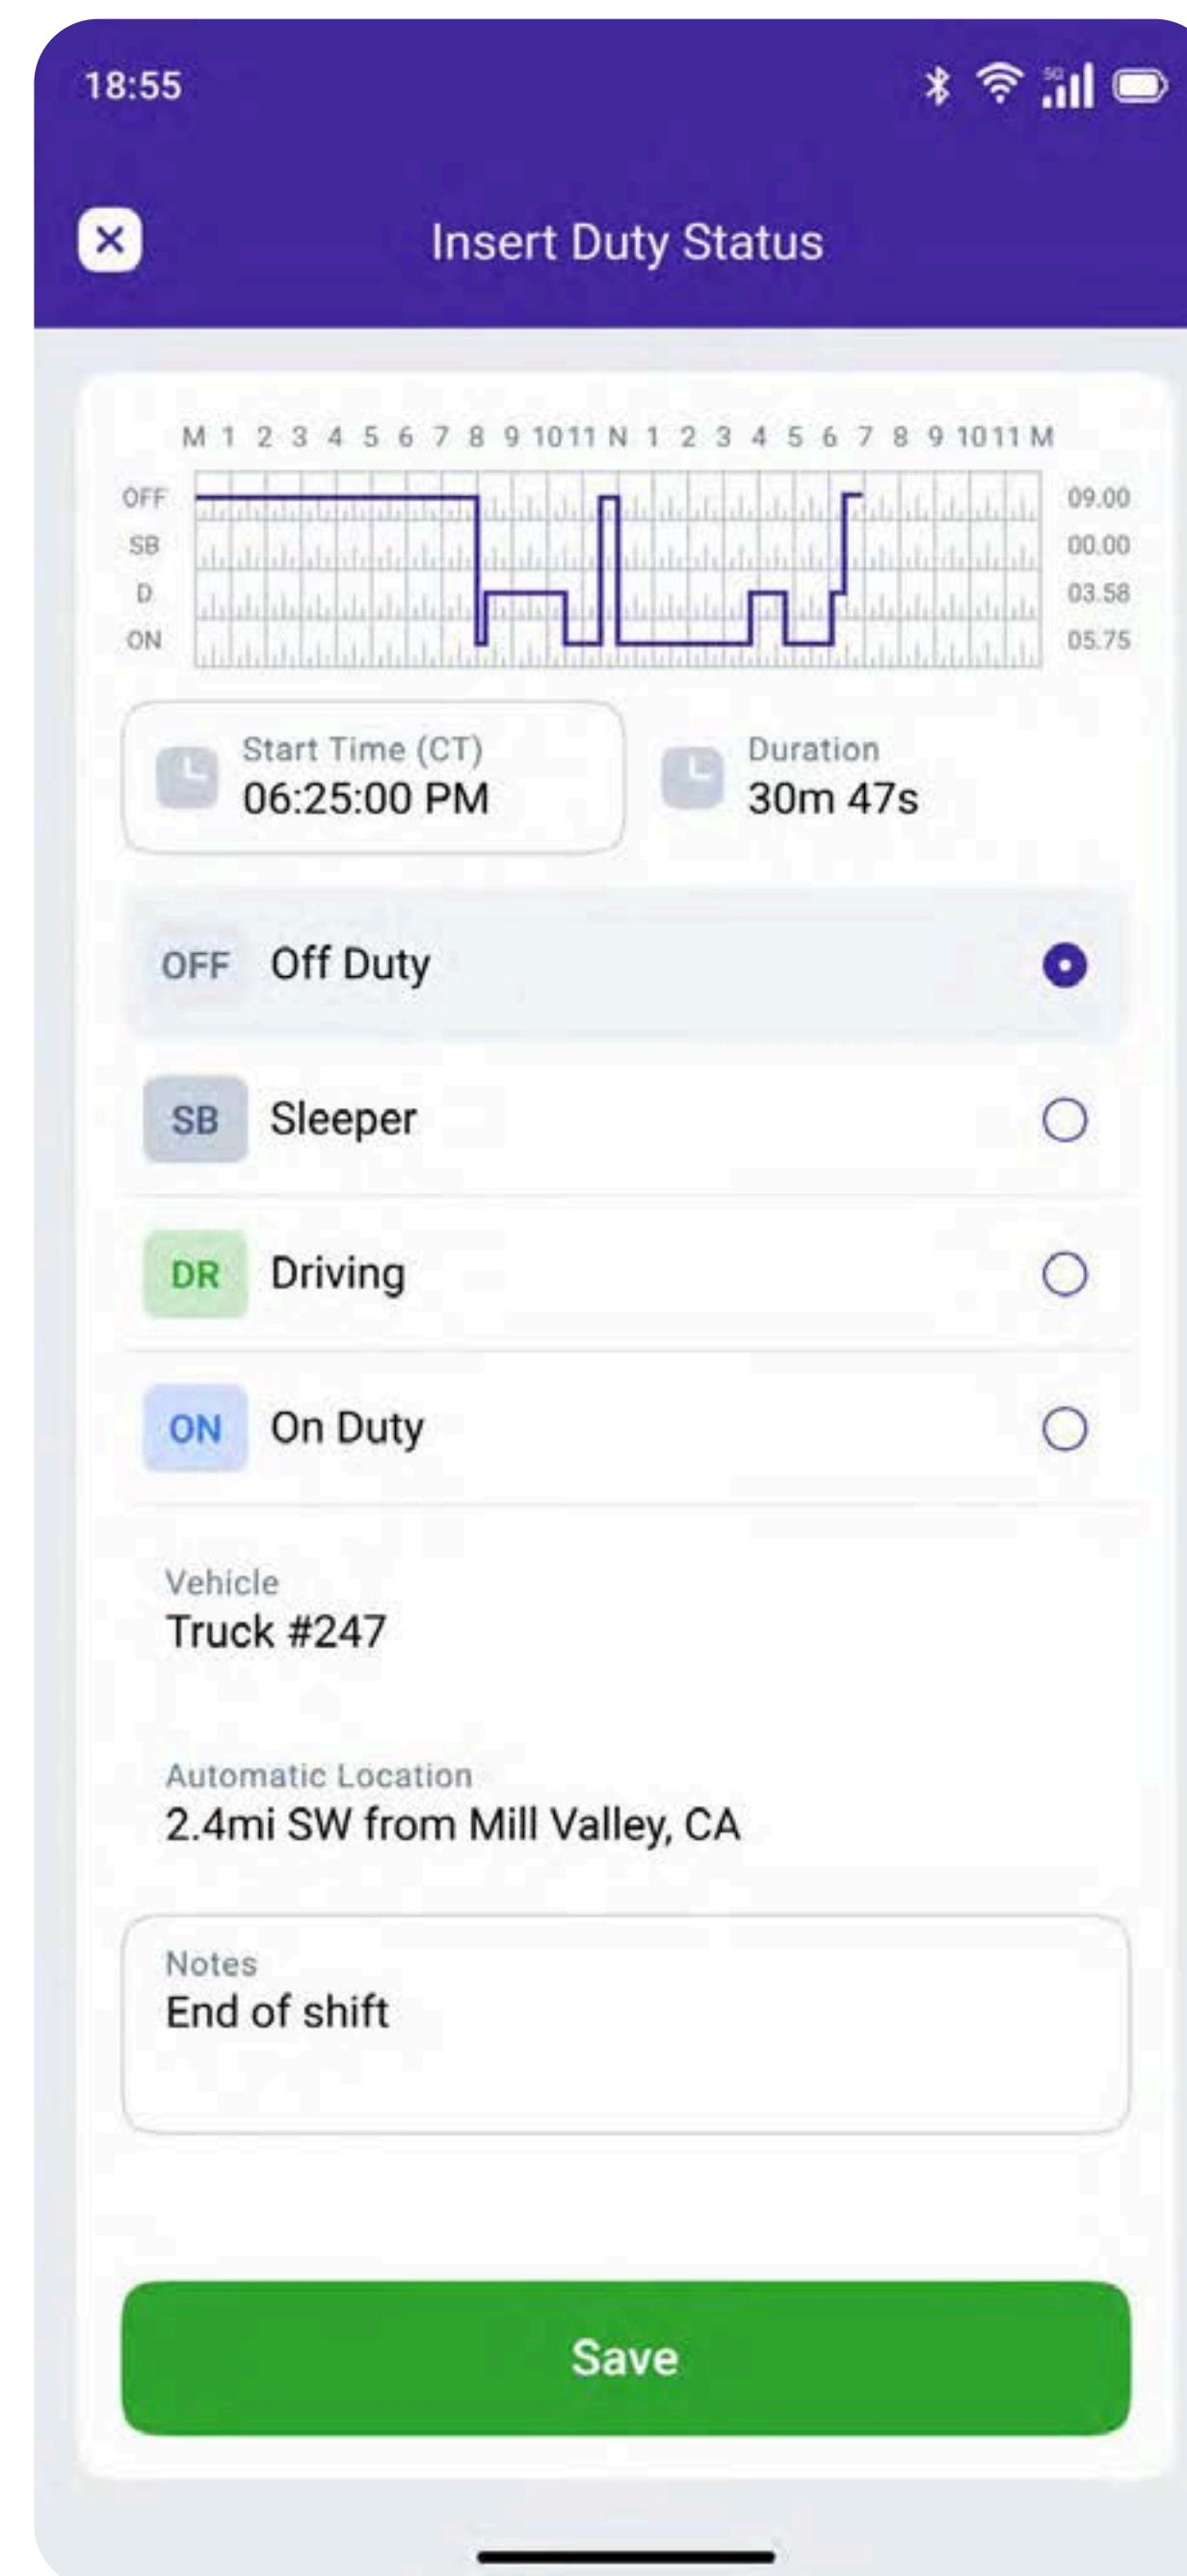 18:55
5G
Insert Duty Status
M 1 2 3 4 5 6 7 8 9 10 11 N 1 2 3 4 5 6 7 8 9 10 11 M
OFF 09.00
SB 00.00
D 03.58
ON 05.75
Start Time (CT)
06:25:00 PM
Duration
30m 47s
OFF Off Duty
SB Sleeper
DR Driving
ON On Duty
Vehicle
Truck #247
Automatic Location
2.4mi SW from Mill Valley, CA
Notes
End of shift
Save